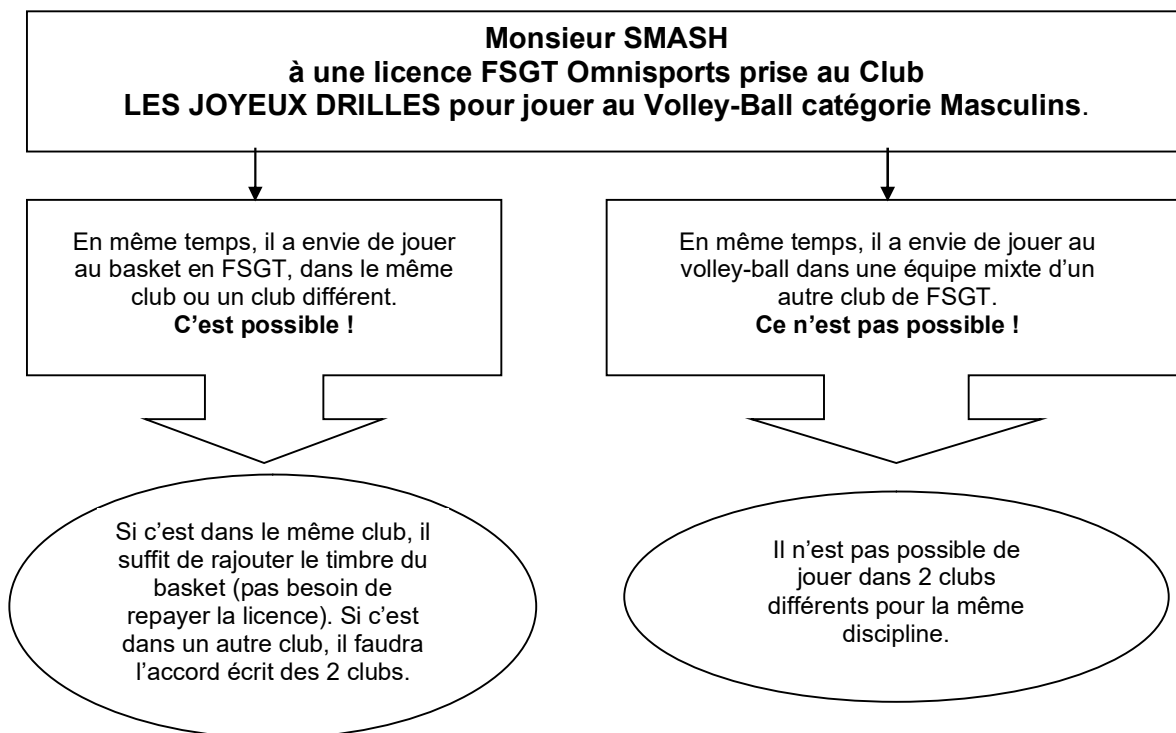 Monsieur SMASH
à une licence FSGT Omnisports prise au Club
LES JOYEUX DRILLES pour jouer au Volley-Ball catégorie Masculins.
En même temps, il a envie de jouer
au basket en FSGT, dans le même
club ou un club différent.
C’est possible !
En même temps, il a envie de jouer au
volley-ball dans une équipe mixte d’un
autre club de FSGT.
Ce n’est pas possible !
Si c’est dans le même club, il
suffit de rajouter le timbre du
basket (pas besoin de
repayer la licence). Si c’est
dans un autre club, il faudra
l’accord écrit des 2 clubs.
Il n’est pas possible de
jouer dans 2 clubs
différents pour la même
discipline.